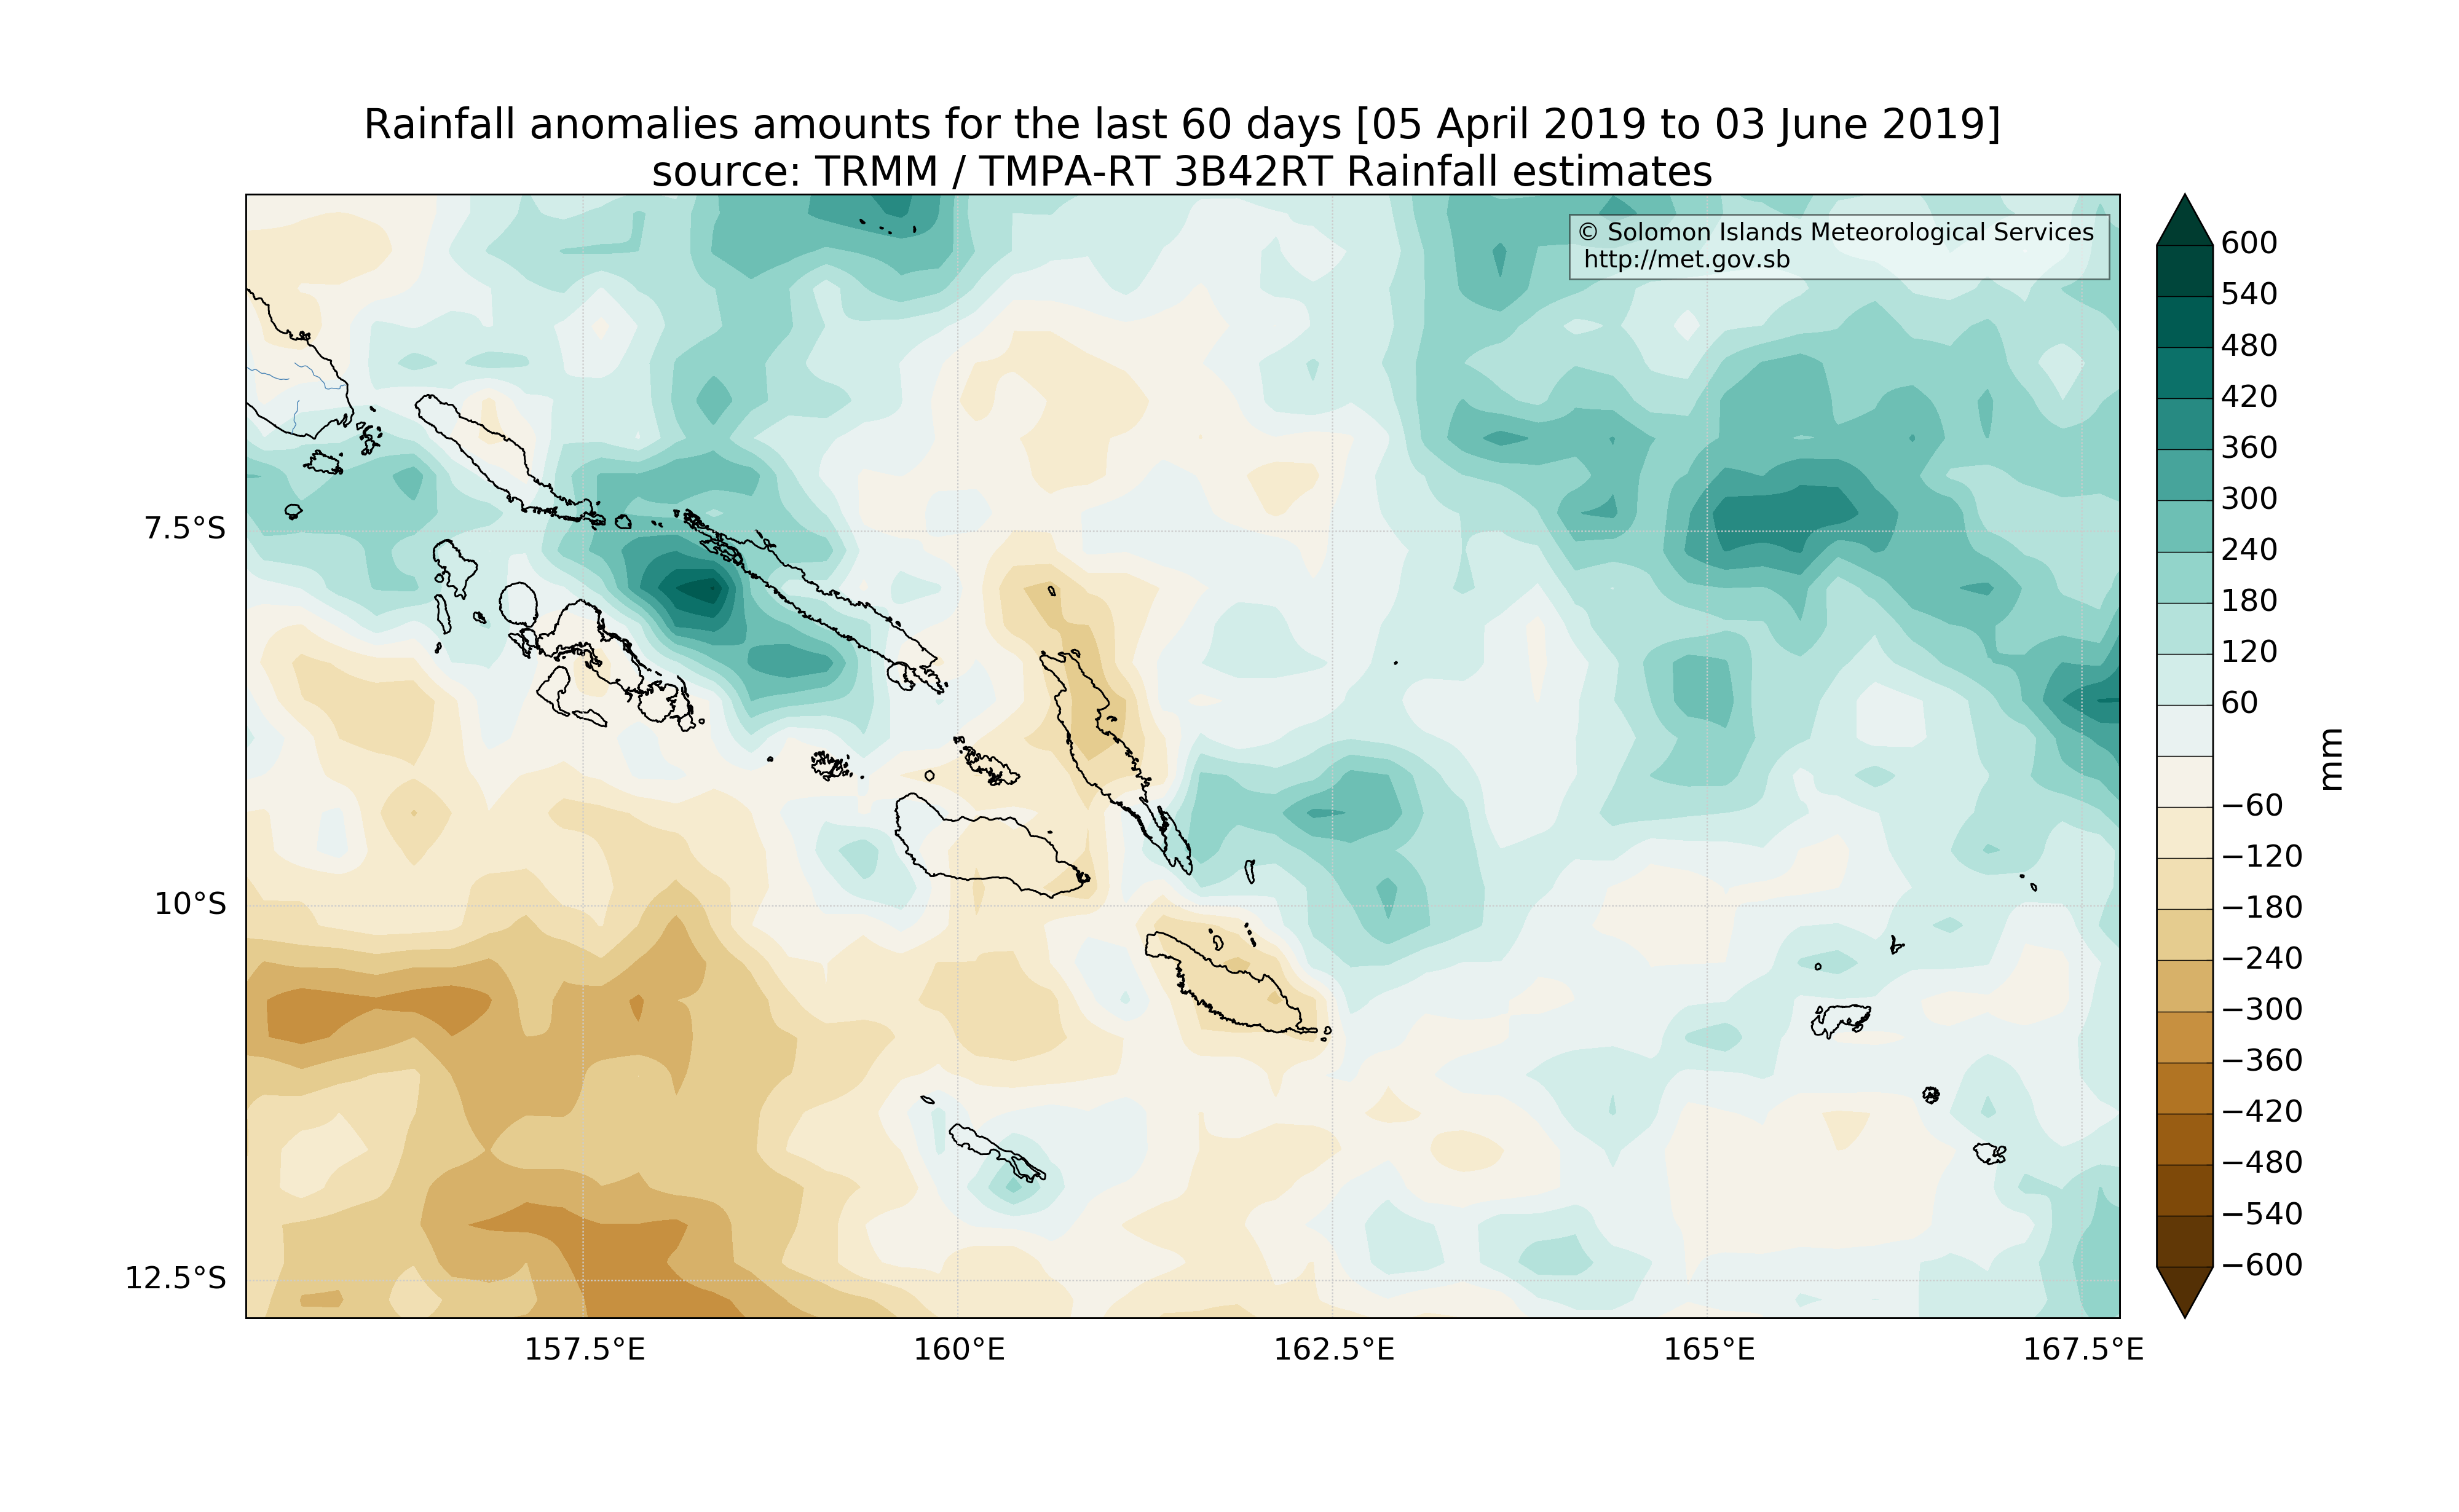 Rainfall anomalies amounts for the last 60 days [05 April 2019 to 03 June 2019]
source: TRMM / TMPA-RT 3B42RT Rainfall estimates
© Solomon Islands Meteorological Services
http://met.gov.sb
7.5°S
10°S
12.5°S
157.5°E
160°E
162.5°E
165°E
167.5°E
600
540
480
420
360
300
240
180
120
60
−60
−120
−180
−240
−300
−360
−420
−480
−540
−600
mm